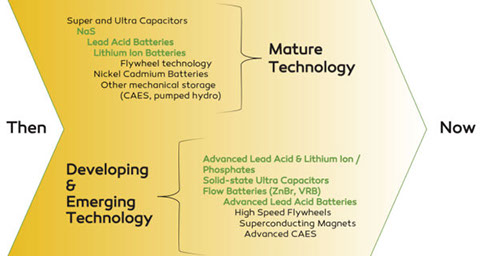 Super and Ultra Capacitors
NaS
Lead Acid Batteries
Lithium Ion Batteries
Flywheel technology
Nickel Cadmium Batteries
Other mechanical storage
(CAES, pumped hydro)
Mature
Technology
Then
Now
Developing
&
Emerging
Technology
Advanced Lead Acid & Lithium Ion /
Phosphates
Solid-state Ultra Capacitors
Flow Batteries (ZnBr, VRB)
Advanced Lead Acid Batteries
High Speed Flywheels
Superconducting Magnets
Advanced CAES